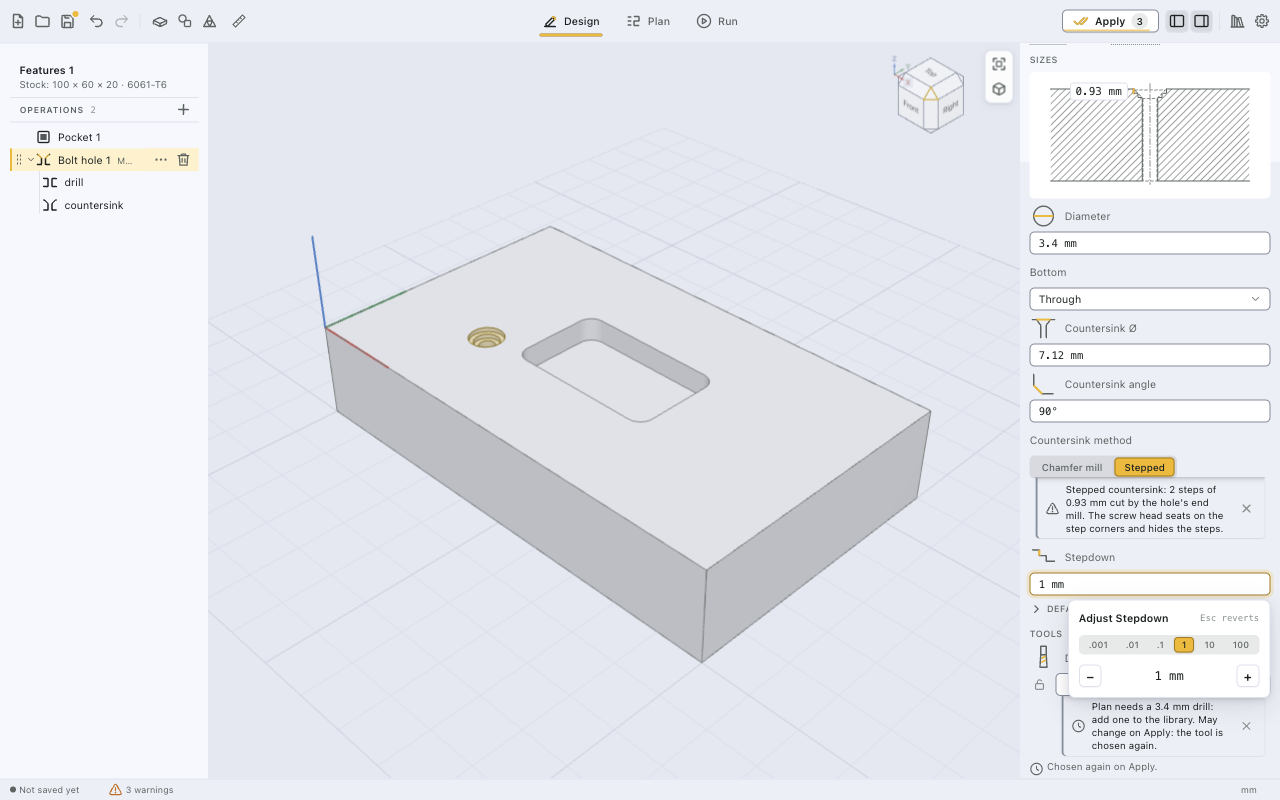 Design
Plan
Run
Apply 3
Features 1
Stock: 100 × 60 × 20 · 6061-T6
OPERATIONS 2
Pocket 1
Bolt hole 1 M…
drill
countersink
Z
X
Top
Front
Right
SIZES
0.93 mm
Diameter
3.4 mm
Bottom
Through
Countersink Ø
7.12 mm
Countersink angle
90°
Countersink method
Chamfer mill
Stepped
Stepped countersink: 2 steps of
0.93 mm cut by the hole's end
mill. The screw head seats on the
step corners and hides the steps.
Stepdown
1 mm
DEFA
Adjust Stepdown
Esc reverts
.001 .01 .1 1 10 100
− 1 mm +
TOOLS
Plan needs a 3.4 mm drill:
add one to the library. May
change on Apply: the tool is
chosen again.
Chosen again on Apply.
Not saved yet
3 warnings
mm